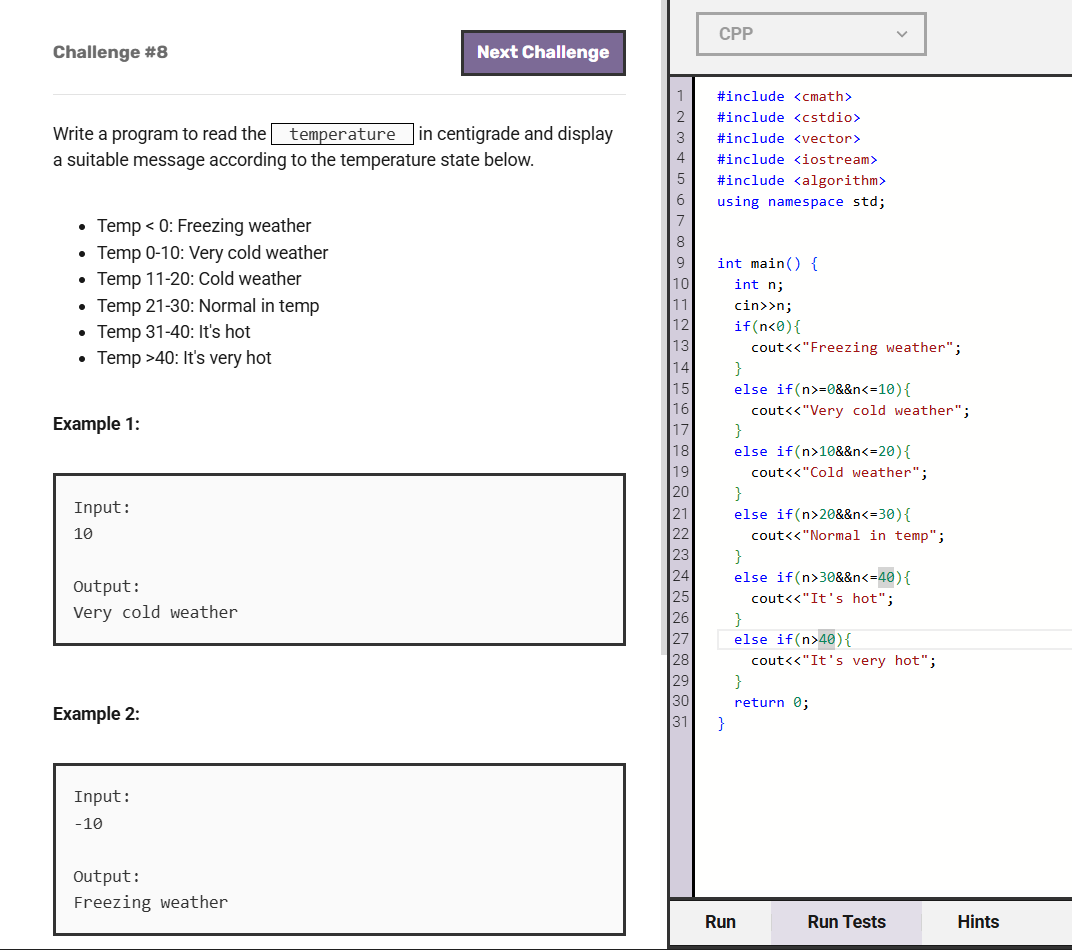 Challenge #8
Next Challenge
Write a program to read the temperature in centigrade and display
a suitable message according to the temperature state below.
• Temp < 0: Freezing weather
• Temp 0-10: Very cold weather
• Temp 11-20: Cold weather
• Temp 21-30: Normal in temp
• Temp 31-40: It's hot
• Temp >40: It's very hot
Example 1:
Input:
10
Output:
Very cold weather
Example 2:
Input:
-10
Output:
Freezing weather
CPP
1 #include <cmath>
2 #include <cstdio>
3 #include <vector>
4 #include <iostream>
5 #include <algorithm>
6 using namespace std;
7
8
9 int main() {
10 int n;
11 cin>>n;
12 if(n<0){
13 cout<<"Freezing weather";
14 }
15 else if(n>=0&&n<=10){
16 cout<<"Very cold weather";
17 }
18 else if(n>10&&n<=20){
19 cout<<"Cold weather";
20 }
21 else if(n>20&&n<=30){
22 cout<<"Normal in temp";
23 }
24 else if(n>30&&n<=40){
25 cout<<"It's hot";
26 }
27 else if(n>40){
28 cout<<"It's very hot";
29 }
30 return 0;
31 }
Run
Run Tests
Hints